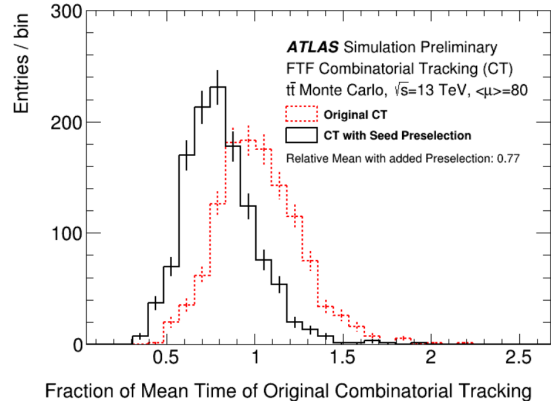 300
200
100
0
Entries / bin
ATLAS Simulation Preliminary
FTF Combinatorial Tracking (CT)
tt̄ Monte Carlo, √s=13 TeV, <μ>=80
Original CT
CT with Seed Preselection
Relative Mean with added Preselection: 0.77
0.5 1 1.5 2 2.5
Fraction of Mean Time of Original Combinatorial Tracking